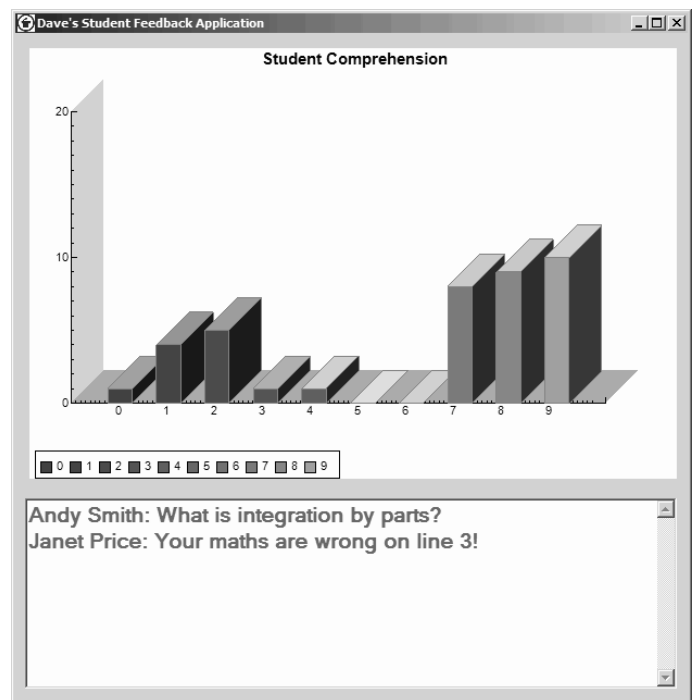 Dave's Student Feedback Application
Student Comprehension
20
10
0
0 1 2 3 4 5 6 7 8 9
0 1 2 3 4 5 6 7 8 9
Andy Smith: What is integration by parts?
Janet Price: Your maths are wrong on line 3!